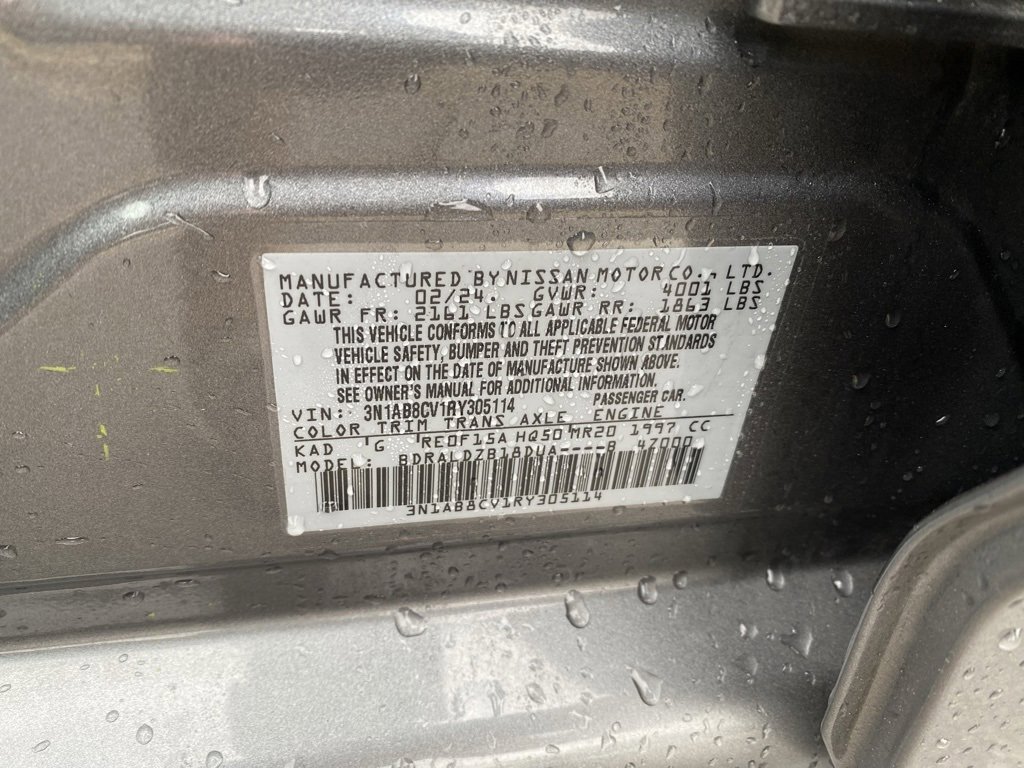 MANUFACTURED BY NISSAN MOTOR CO., LTD.
DATE: 02/24. GVWR: 4001 LBS
GAWR FR: 2161 LBS GAWR RR: 1863 LBS
THIS VEHICLE CONFORMS TO ALL APPLICABLE FEDERAL MOTOR
VEHICLE SAFETY, BUMPER AND THEFT PREVENTION STANDARDS
IN EFFECT ON THE DATE OF MANUFACTURE SHOWN ABOVE.
SEE OWNER'S MANUAL FOR ADDITIONAL INFORMATION.
VIN: 3N1AB8CV1RY305114 PASSENGER CAR.
COLOR TRIM TRANS AXLE ENGINE
KAD G RE0F15A HQ50 MR20 1997 CC
MODEL: BDRALDZB18DUA----B 47000
3N1AB8CV1RY305114